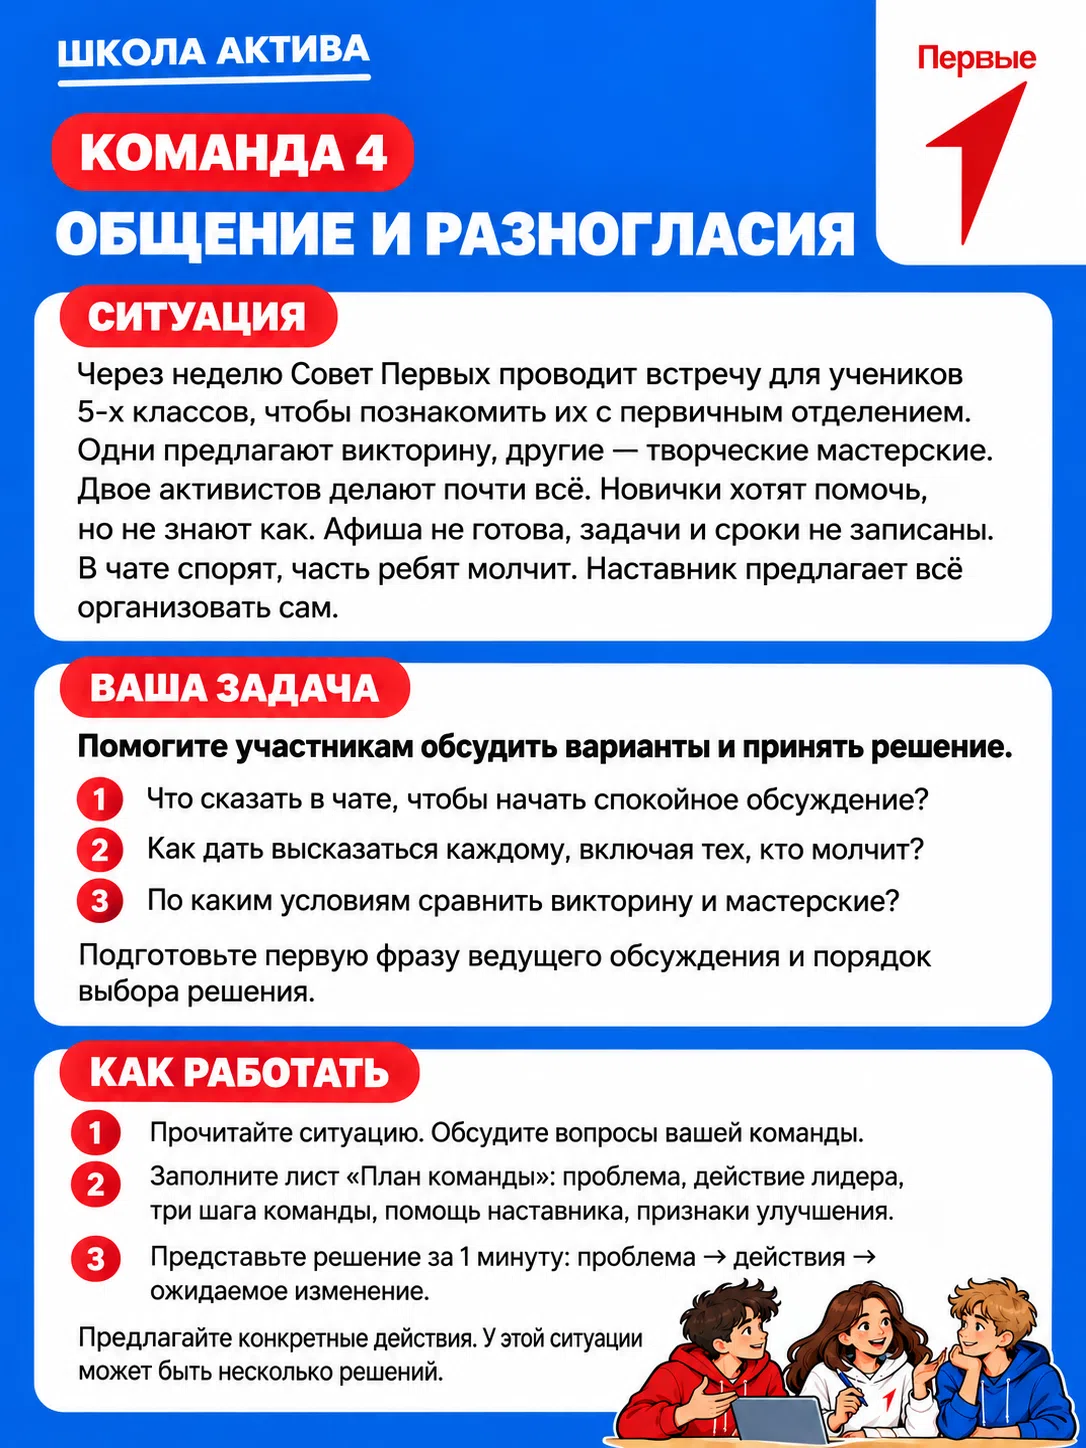 ШКОЛА АКТИВА
Первые
КОМАНДА 4
ОБЩЕНИЕ И РАЗНОГЛАСИЯ
СИТУАЦИЯ
Через неделю Совет Первых проводит встречу для учеников
5-х классов, чтобы познакомить их с первичным отделением.
Одни предлагают викторину, другие — творческие мастерские.
Двое активистов делают почти всё. Новички хотят помочь,
но не знают как. Афиша не готова, задачи и сроки не записаны.
В чате спорят, часть ребят молчит. Наставник предлагает всё
организовать сам.
ВАША ЗАДАЧА
Помогите участникам обсудить варианты и принять решение.
1 Что сказать в чате, чтобы начать спокойное обсуждение?
2 Как дать высказаться каждому, включая тех, кто молчит?
3 По каким условиям сравнить викторину и мастерские?
Подготовьте первую фразу ведущего обсуждения и порядок
выбора решения.
КАК РАБОТАТЬ
1 Прочитайте ситуацию. Обсудите вопросы вашей команды.
2 Заполните лист «План команды»: проблема, действие лидера,
три шага команды, помощь наставника, признаки улучшения.
3 Представьте решение за 1 минуту: проблема → действия →
ожидаемое изменение.
Предлагайте конкретные действия. У этой ситуации
может быть несколько решений.